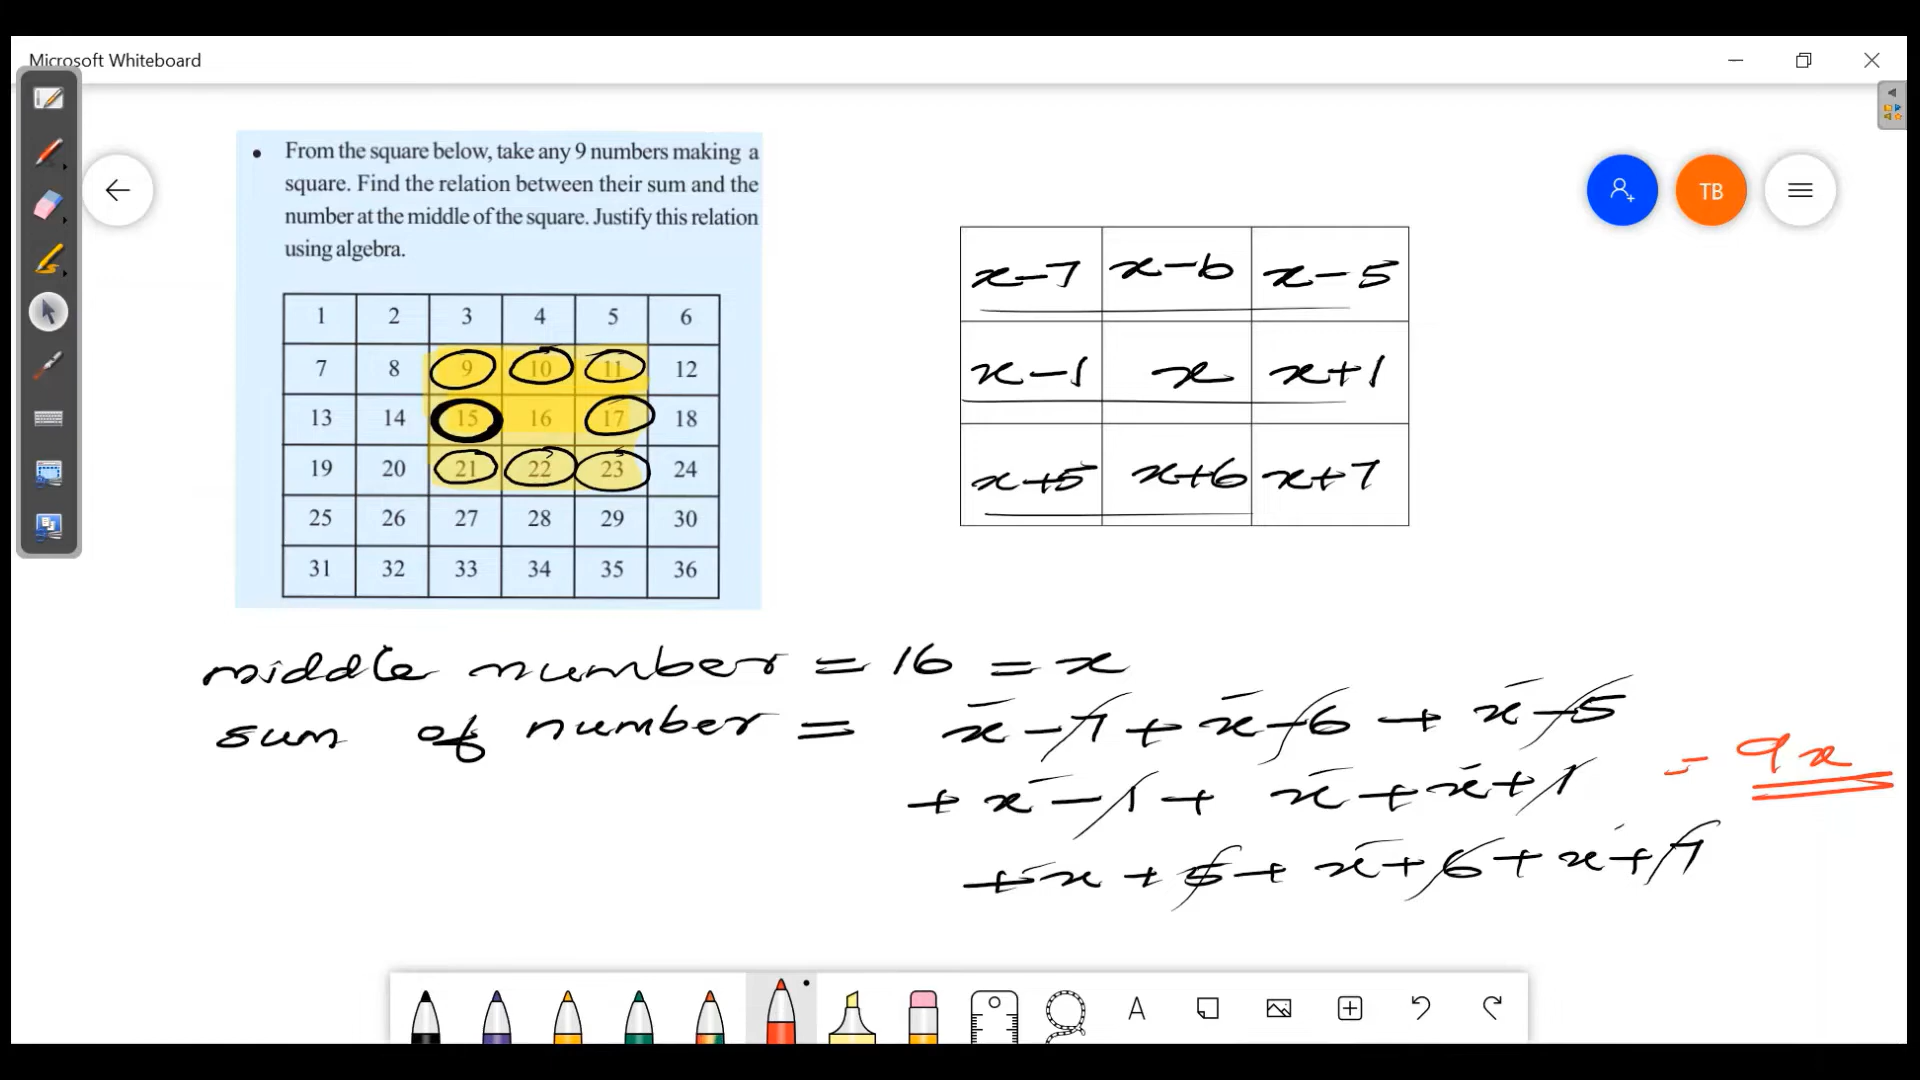 Microsoft Whiteboard
• From the square below, take any 9 numbers making a
square. Find the relation between their sum and the
number at the middle of the square. Justify this relation
using algebra.
1 2 3 4 5 6
7 8 9 10 11 12
13 14 15 16 17 18
19 20 21 22 23 24
25 26 27 28 29 30
31 32 33 34 35 36
TB
x-7 x-6 x-5
x-1 x x+1
x+5 x+6 x+7
middle number = 16 = x
sum of number = x-7 + x-6 + x-5
+ x-1 + x + x+1
= 9x
+ x + 5 + x+6 + x+7
A